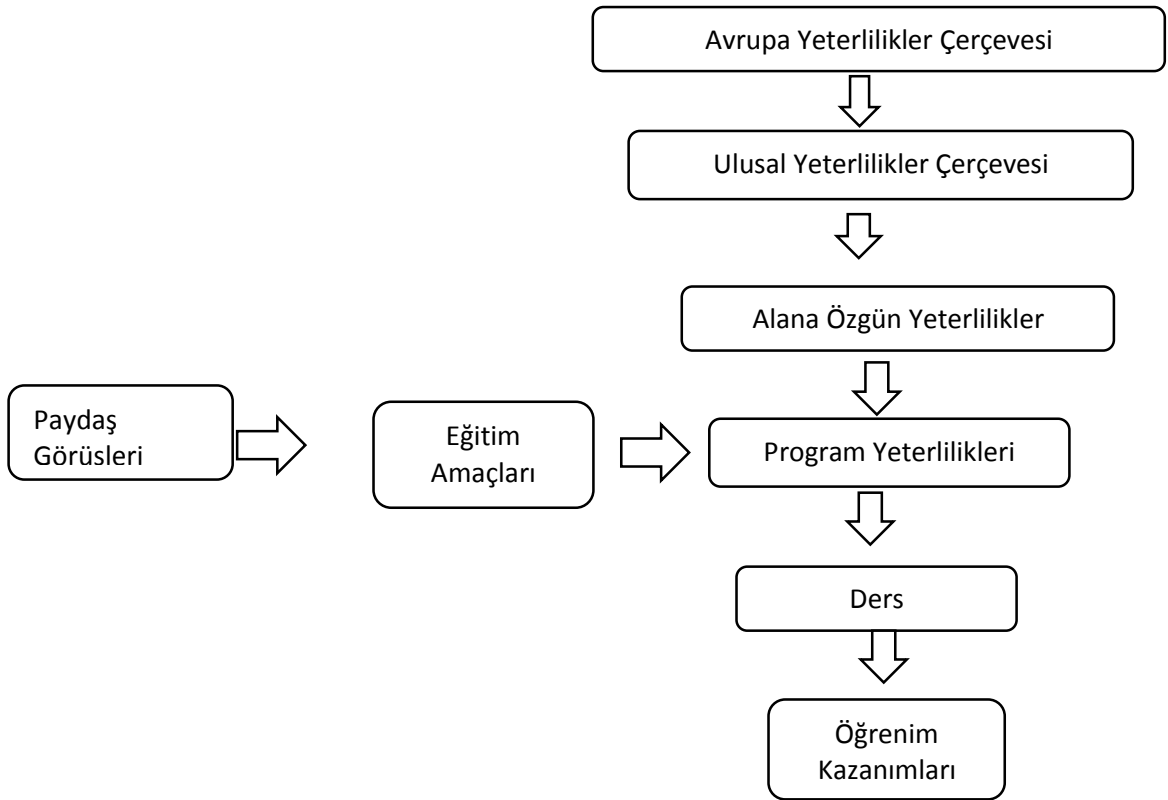 Avrupa Yeterlilikler Çerçevesi
Ulusal Yeterlilikler Çerçevesi
Alana Özgün Yeterlilikler
Paydaş
Görüsleri
Eğitim
Amaçları
Program Yeterlilikleri
Ders
Öğrenim
Kazanımları